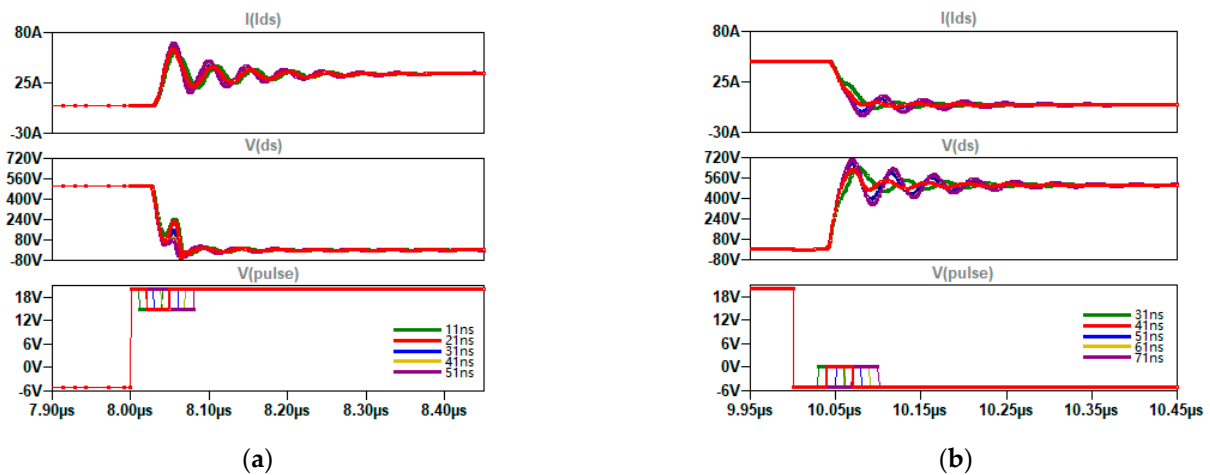 I(Ids)
80A
25A
-30A
V(ds)
720V
560V
400V
240V
80V
-80V
V(pulse)
18V
12V
6V
0V
-6V
11ns
21ns
31ns
41ns
51ns
7.90µs 8.00µs 8.10µs 8.20µs 8.30µs 8.40µs
(a)
I(Ids)
80A
25A
-30A
V(ds)
720V
560V
400V
240V
80V
-80V
V(pulse)
18V
12V
6V
0V
-6V
31ns
41ns
51ns
61ns
71ns
9.95µs 10.05µs 10.15µs 10.25µs 10.35µs 10.45µs
(b)